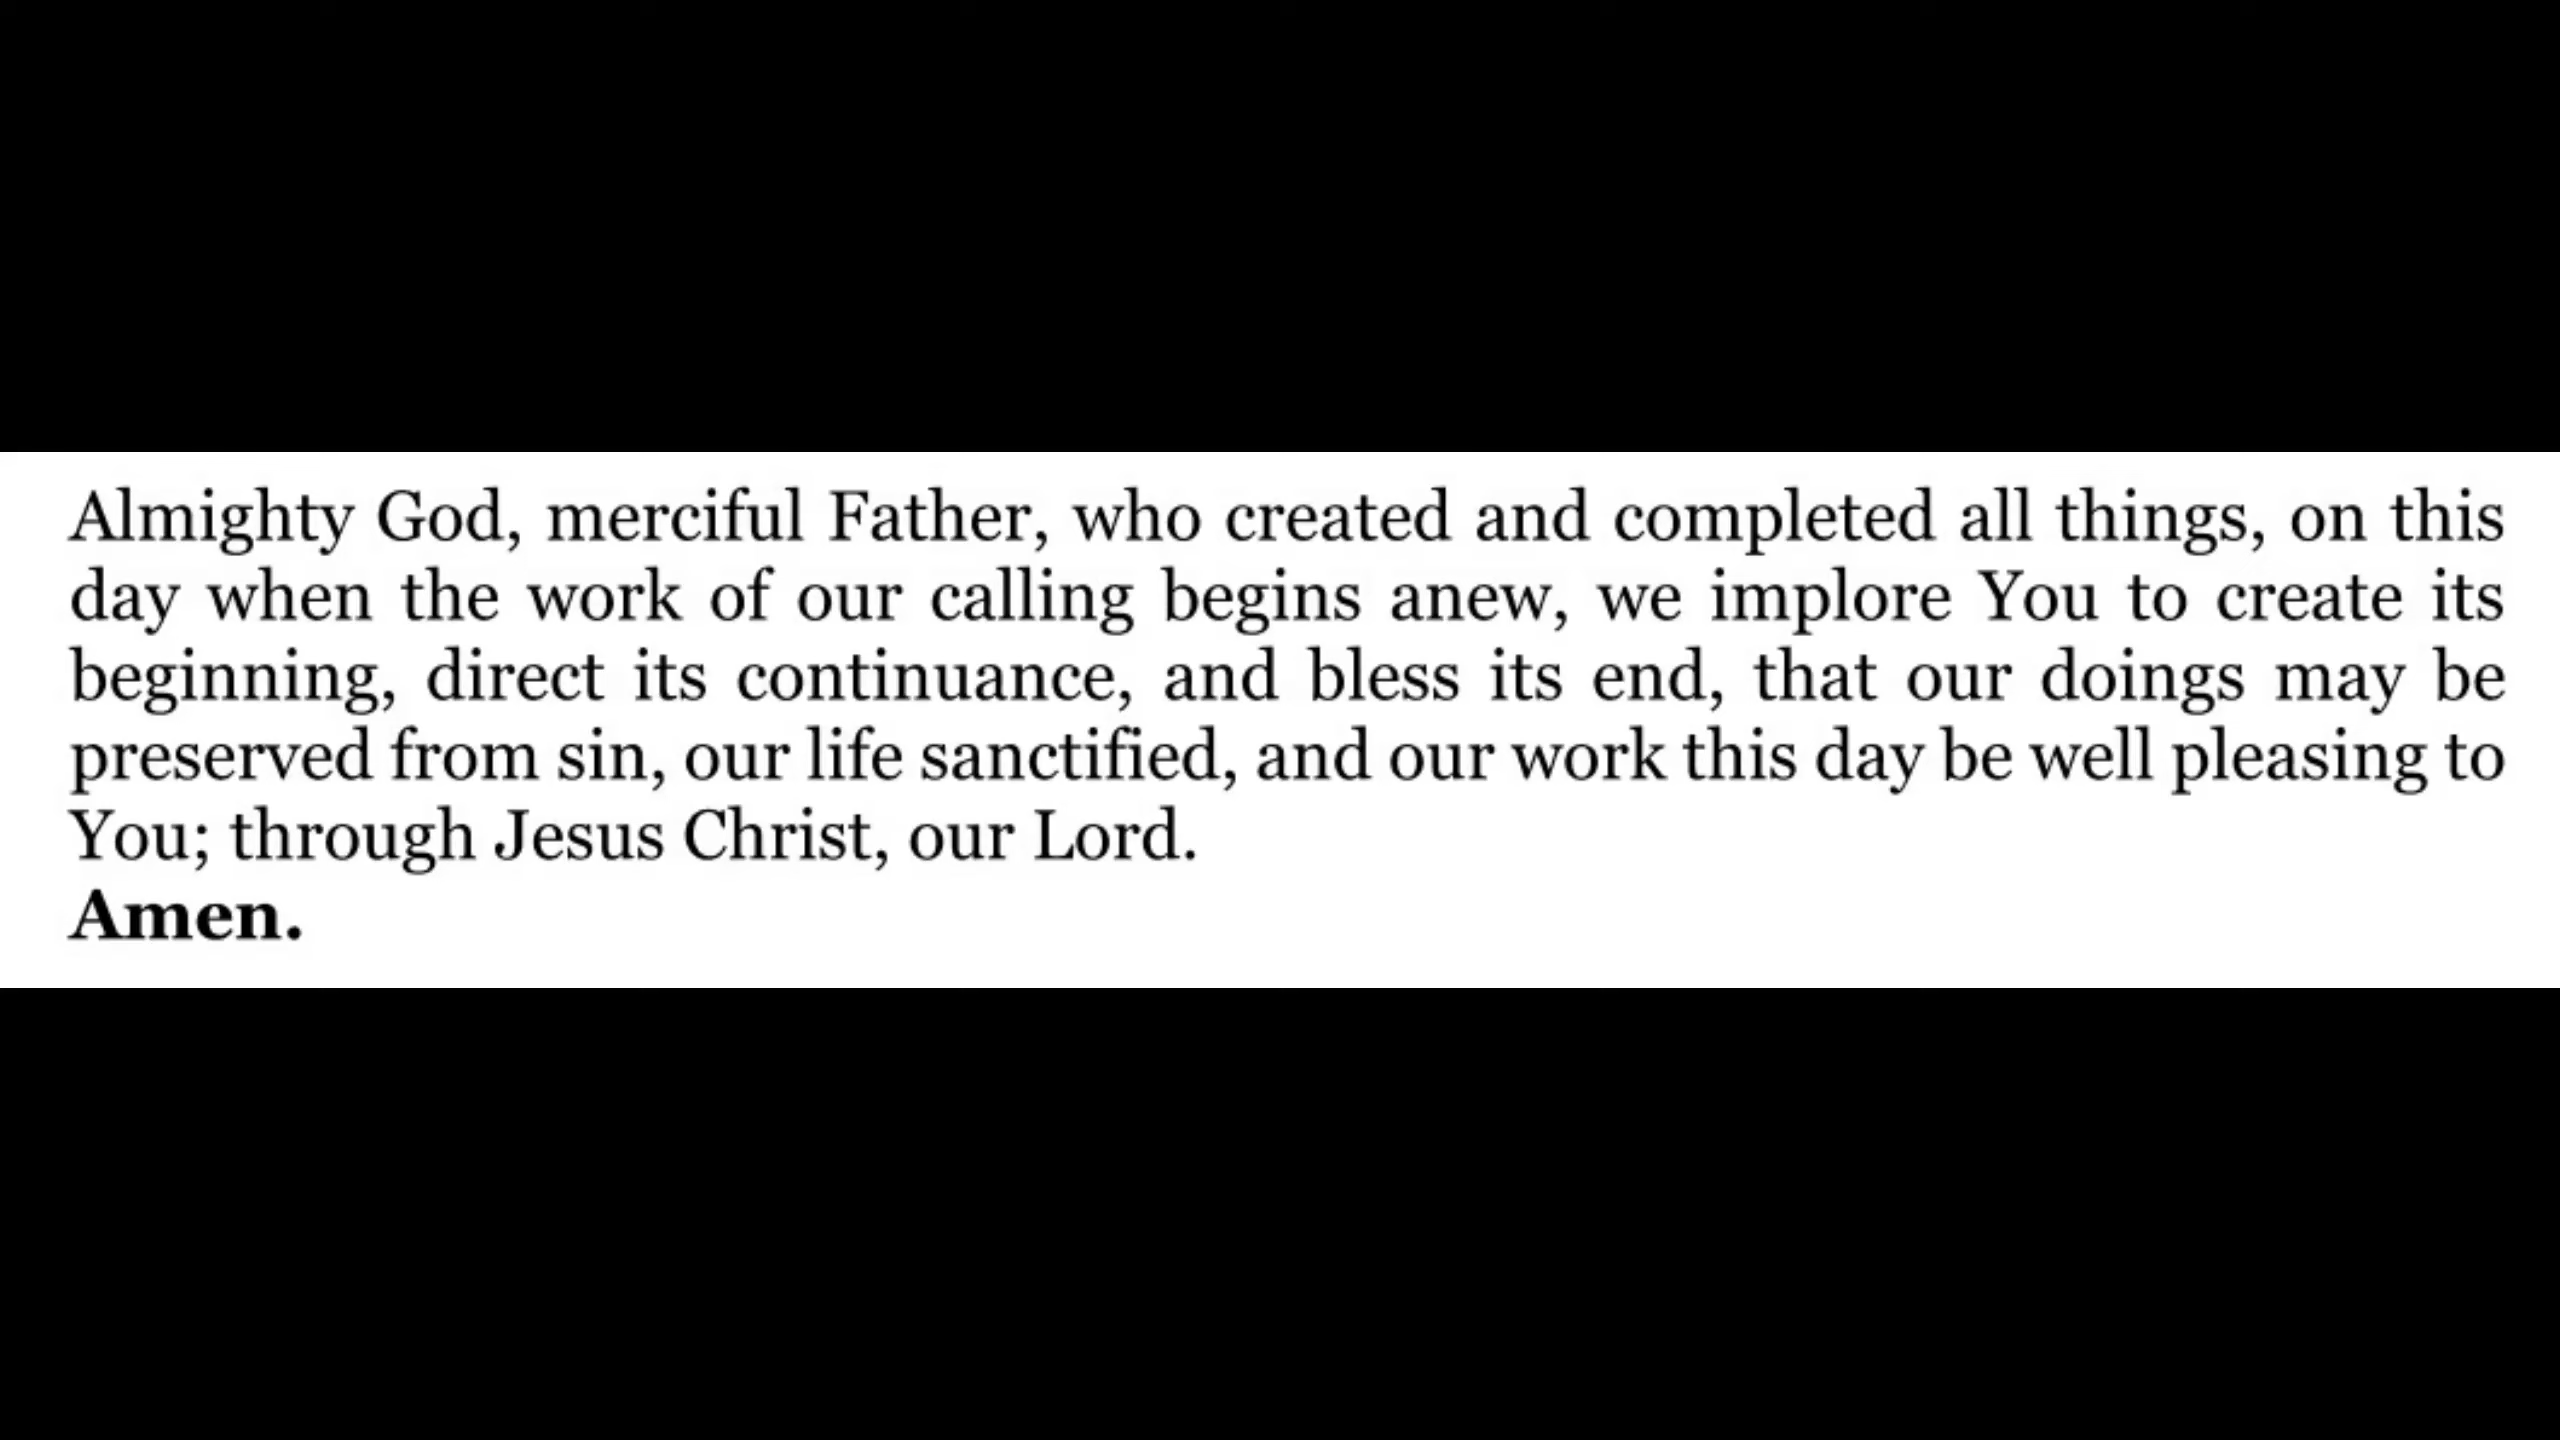 Almighty God, merciful Father, who created and completed all things, on this
day when the work of our calling begins anew, we implore You to create its
beginning, direct its continuance, and bless its end, that our doings may be
preserved from sin, our life sanctified, and our work this day be well pleasing to
You; through Jesus Christ, our Lord.
Amen.